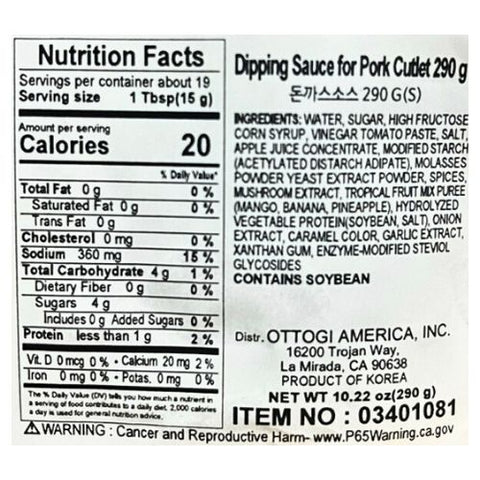 Nutrition Facts
Servings per container about 19
Serving size 1 Tbsp(15 g)
Amount per serving
Calories 20
% Daily Value*
Total Fat 0g 0%
Saturated Fat 0g 0%
Trans Fat 0g
Cholesterol 0mg 0%
Sodium 360mg 15%
Total Carbohydrate 4g 1%
Dietary Fiber 0g 0%
Sugars 4g
Includes 0g Added Sugars 0%
Protein less than 1g 2%
Vit. D 0mcg 0% • Calcium 20mg 2%
Iron 0mg 0% • Potas. 0mg 0%
The % Daily Value (DV) tells you how much a nutrient in
a serving of food contributes to a daily diet. 2,000 calories
a day is used for general nutrition advice.
Dipping Sauce for Pork Cutlet 290 g
돈까스소스 290 G(S)
INGREDIENTS: WATER, SUGAR, HIGH FRUCTOSE
CORN SYRUP, VINEGAR TOMATO PASTE, SALT,
APPLE JUICE CONCENTRATE, MODIFIED STARCH
(ACETYLATED DISTARCH ADIPATE), MOLASSES
POWDER YEAST EXTRACT POWDER, SPICES,
MUSHROOM EXTRACT, TROPICAL FRUIT MIX PUREE
(MANGO, BANANA, PINEAPPLE), HYDROLYZED
VEGETABLE PROTEIN(SOYBEAN, SALT), ONION
EXTRACT, CARAMEL COLOR, GARLIC EXTRACT,
XANTHAN GUM, ENZYME-MODIFIED STEVIOL
GLYCOSIDES
CONTAINS SOYBEAN
Distr. OTTOGI AMERICA, INC.
16200 Trojan Way,
La Mirada, CA 90638
PRODUCT OF KOREA
NET WT 10.22 oz(290 g)
ITEM NO : 03401081
⚠WARNING : Cancer and Reproductive Harm- www.P65Warning.ca.gov